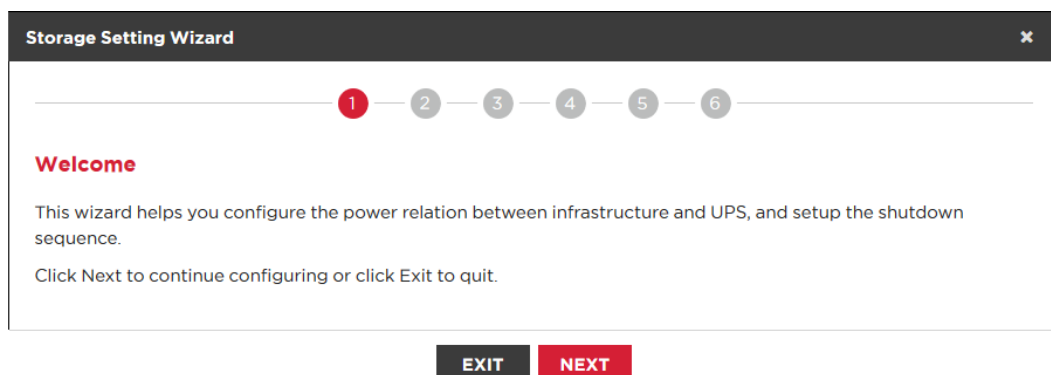 Storage Setting Wizard
1 2 3 4 5 6
Welcome
This wizard helps you configure the power relation between infrastructure and UPS, and setup the shutdown
sequence.
Click Next to continue configuring or click Exit to quit.
EXIT NEXT